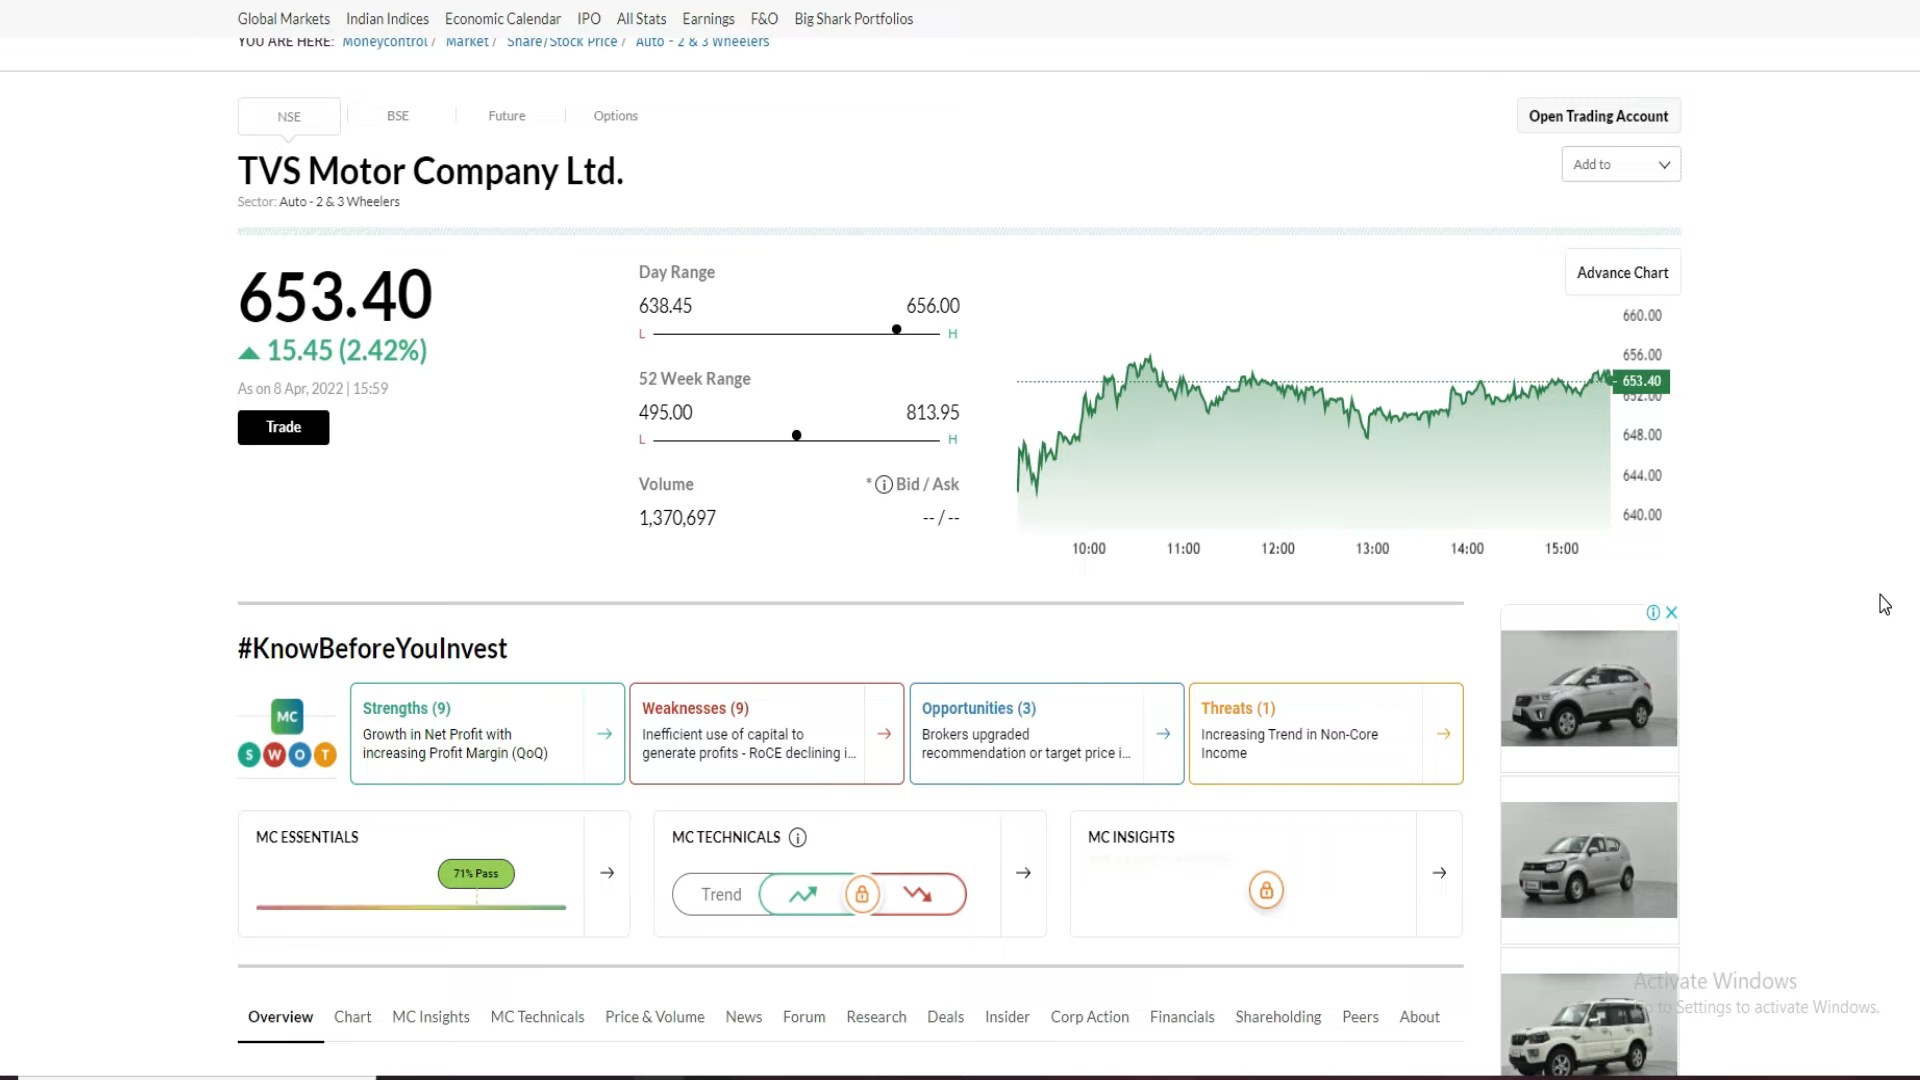 Global Markets Indian Indices Economic Calendar IPO All Stats Earnings F&O Big Shark Portfolios
YOU ARE HERE: Moneycontrol / Market / Share/Stock Price / Auto - 2 & 3 Wheelers
NSE BSE Future Options
Open Trading Account
Add to
TVS Motor Company Ltd.
Sector: Auto - 2 & 3 Wheelers
653.40
15.45 (2.42%)
As on 8 Apr, 2022 | 15:59
Trade
Day Range
638.45 656.00
L H
52 Week Range
495.00 813.95
L H
Volume * Bid / Ask
1,370,697 -- / --
Advance Chart
660.00
656.00
653.40
652.00
648.00
644.00
640.00
10:00 11:00 12:00 13:00 14:00 15:00
#KnowBeforeYouInvest
MC
S W O T
Strengths (9)
Growth in Net Profit with
increasing Profit Margin (QoQ)
Weaknesses (9)
Inefficient use of capital to
generate profits - RoCE declining i...
Opportunities (3)
Brokers upgraded
recommendation or target price i...
Threats (1)
Increasing Trend in Non-Core
Income
MC ESSENTIALS
71% Pass
MC TECHNICALS
Trend
MC INSIGHTS
Activate Windows
Go to Settings to activate Windows.
Overview Chart MC Insights MC Technicals Price & Volume News Forum Research Deals Insider Corp Action Financials Shareholding Peers About